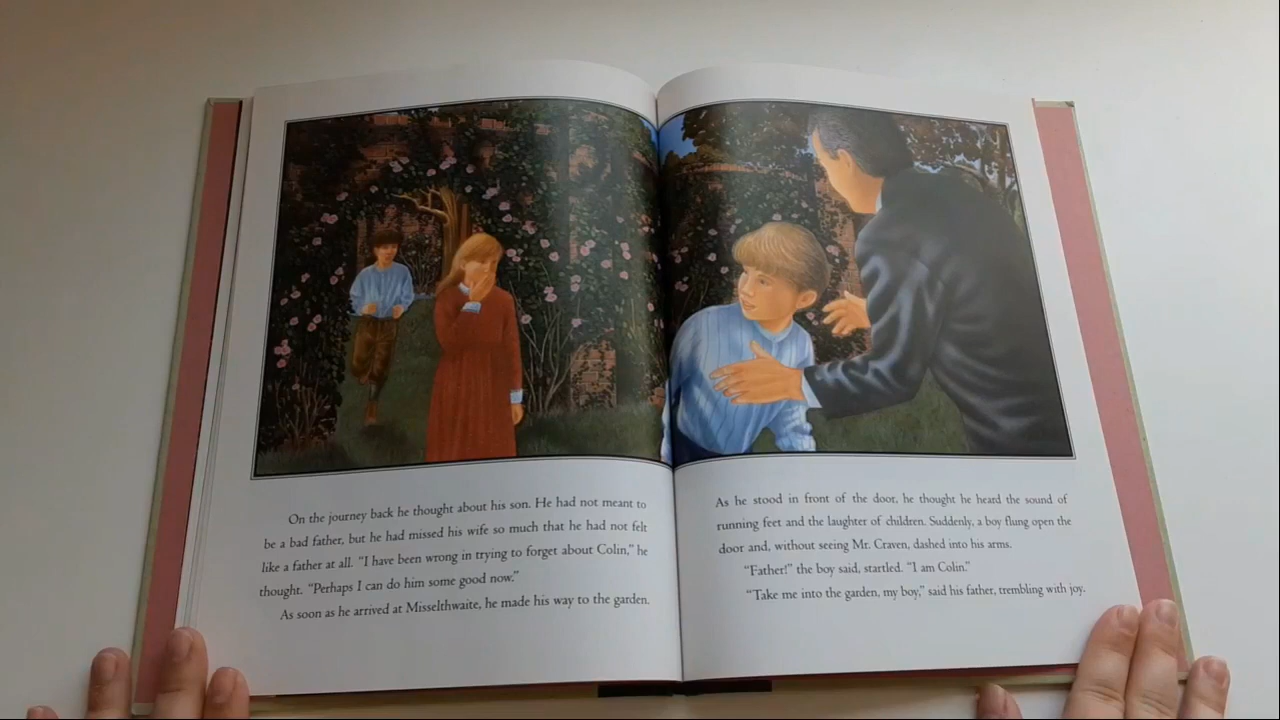 On the journey back he thought about his son. He had not meant to
be a bad father, but he had missed his wife so much that he had not felt
like a father at all. “I have been wrong in trying to forget about Colin,” he
thought. “Perhaps I can do him some good now.”
As soon as he arrived at Misselthwaite, he made his way to the garden.
As he stood in front of the door, he thought he heard the sound of
running feet and the laughter of children. Suddenly, a boy flung open the
door and, without seeing Mr. Craven, dashed into his arms.
“Father!” the boy said, startled. “I am Colin.”
“Take me into the garden, my boy,” said his father, trembling with joy.